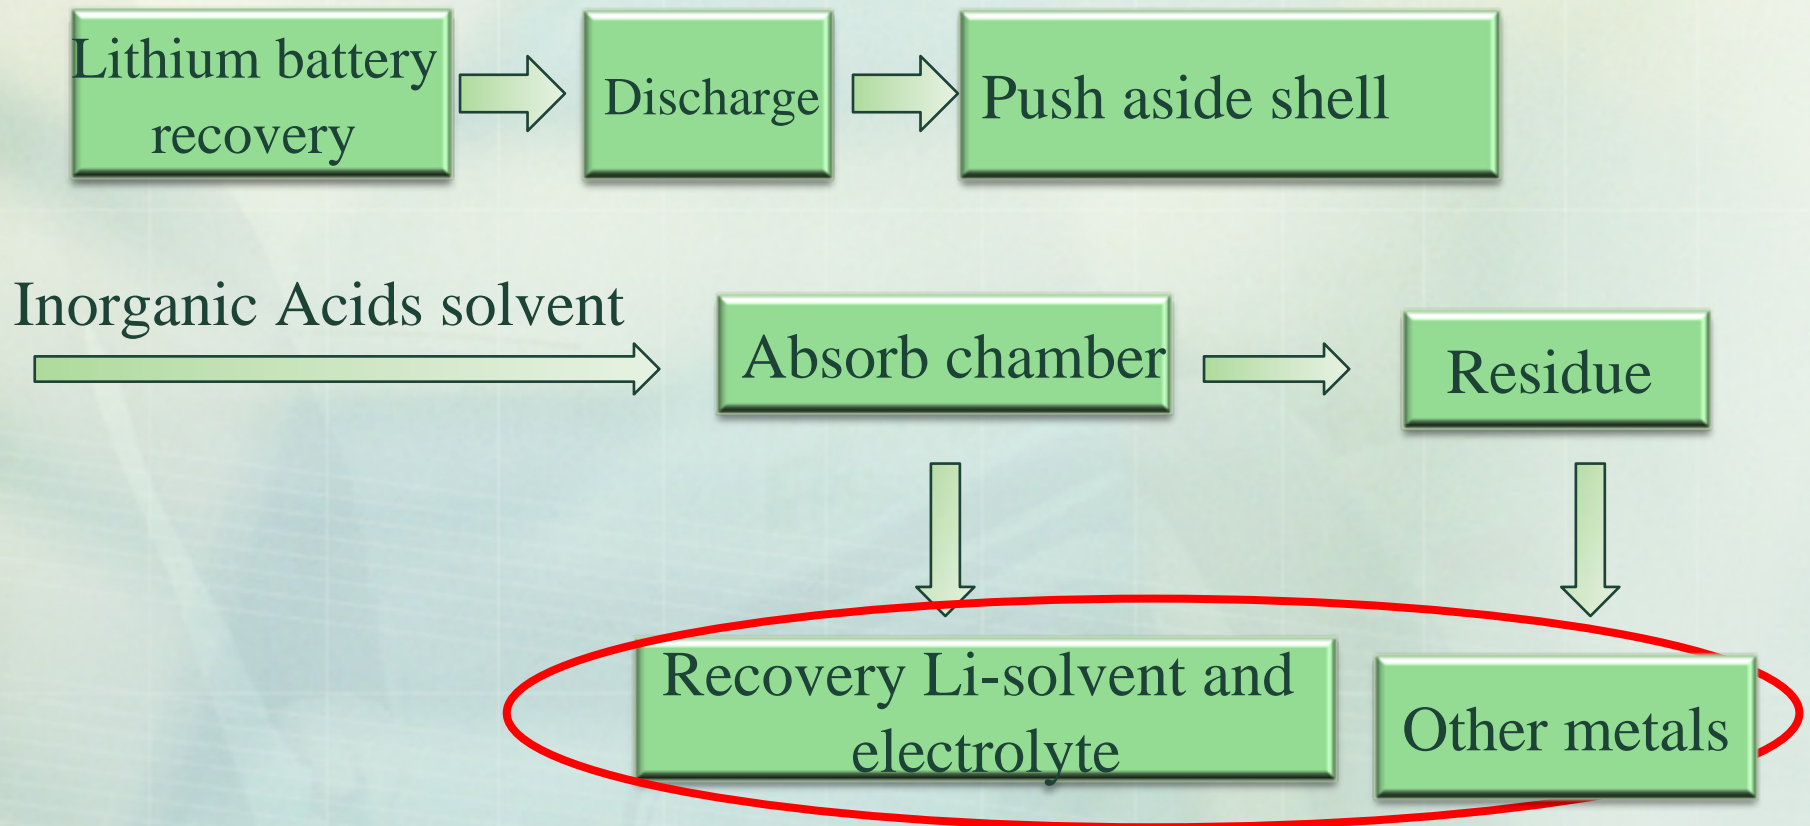 Lithium battery
recovery
Discharge
Push aside shell
Inorganic Acids solvent
Absorb chamber
Residue
Recovery Li-solvent and
electrolyte
Other metals